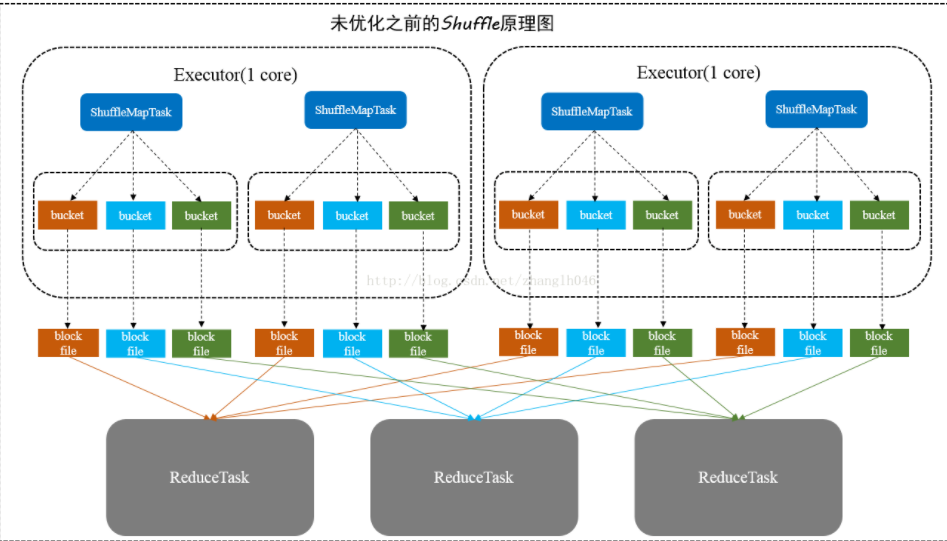 未优化之前的Shuffle原理图
Executor(1 core)
Executor(1 core)
ShuffleMapTask
ShuffleMapTask
ShuffleMapTask
ShuffleMapTask
bucket
bucket
bucket
bucket
bucket
bucket
bucket
bucket
bucket
bucket
bucket
bucket
http://blog.csdn.net/zhanglh046
block
file
block
file
block
file
block
file
block
file
block
file
block
file
block
file
block
file
block
file
block
file
block
file
ReduceTask
ReduceTask
ReduceTask